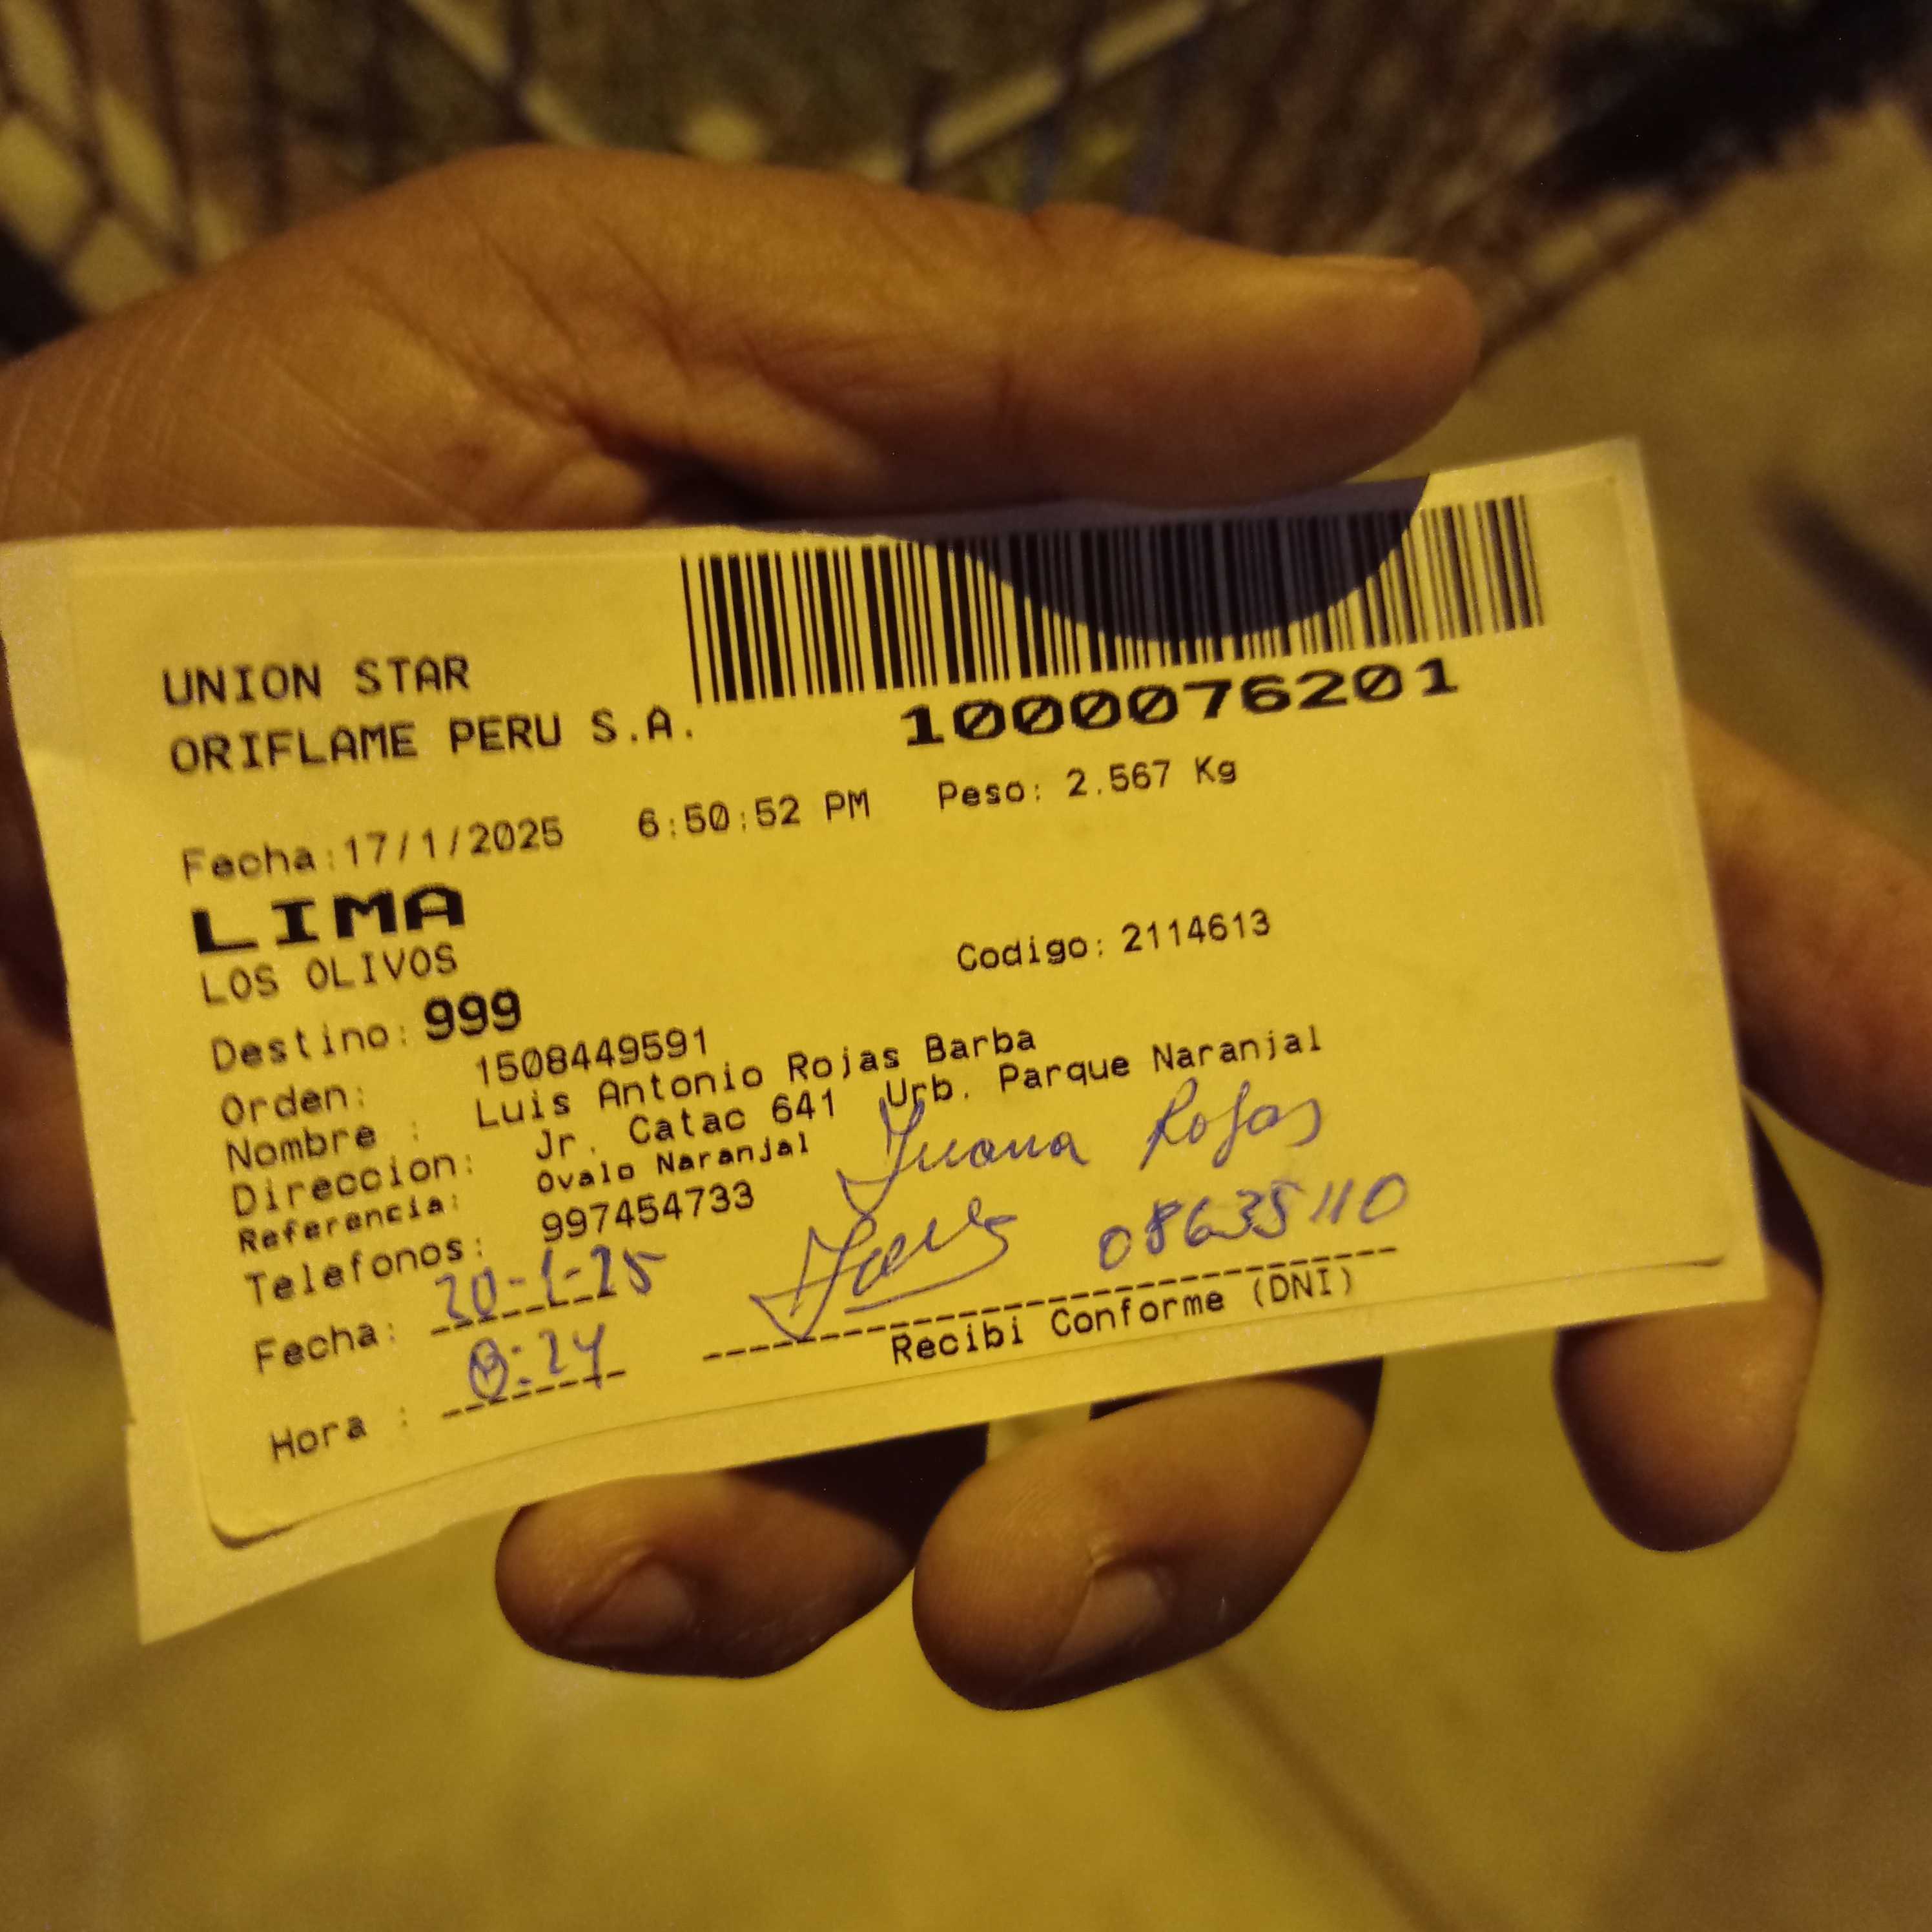 UNION STAR
ORIFLAME PERU S.A.
1000076201
Fecha:17/1/2025 6:50:52 PM Peso: 2.567 Kg
LIMA
LOS OLIVOS
Codigo: 2114613
Destino: 999
Orden: 1508449591
Nombre : Luis Antonio Rojas Barba
Direccion: Jr. Catac 641 Urb. Parque Naranjal
Referencia: Ovalo Naranjal
Juana Rojas
Telefonos: 997454733
Fecha: 20-1-25
08635110
Hora : 8:24
Recibi Conforme (DNI)